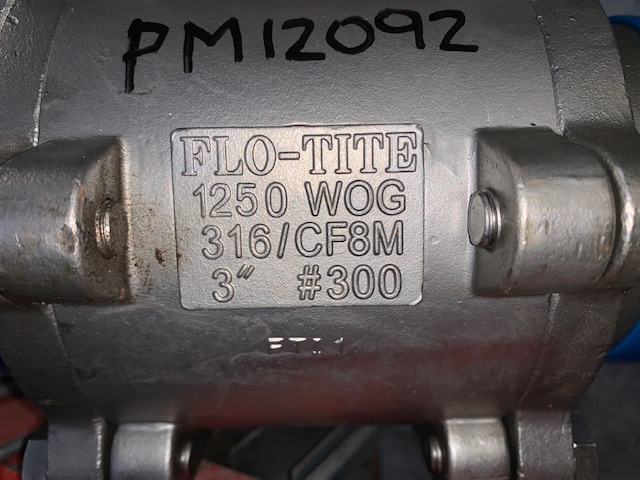 PM12092
FLO-TITE
1250 WOG
316/CF8M
3" #300